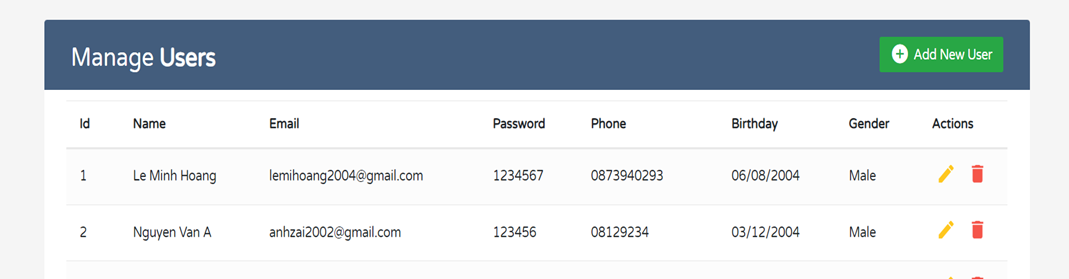 Manage Users
Add New User
Id Name Email Password Phone Birthday Gender Actions
1 Le Minh Hoang lemihoang2004@gmail.com 1234567 0873940293 06/08/2004 Male
2 Nguyen Van A anhzai2002@gmail.com 123456 08129234 03/12/2004 Male